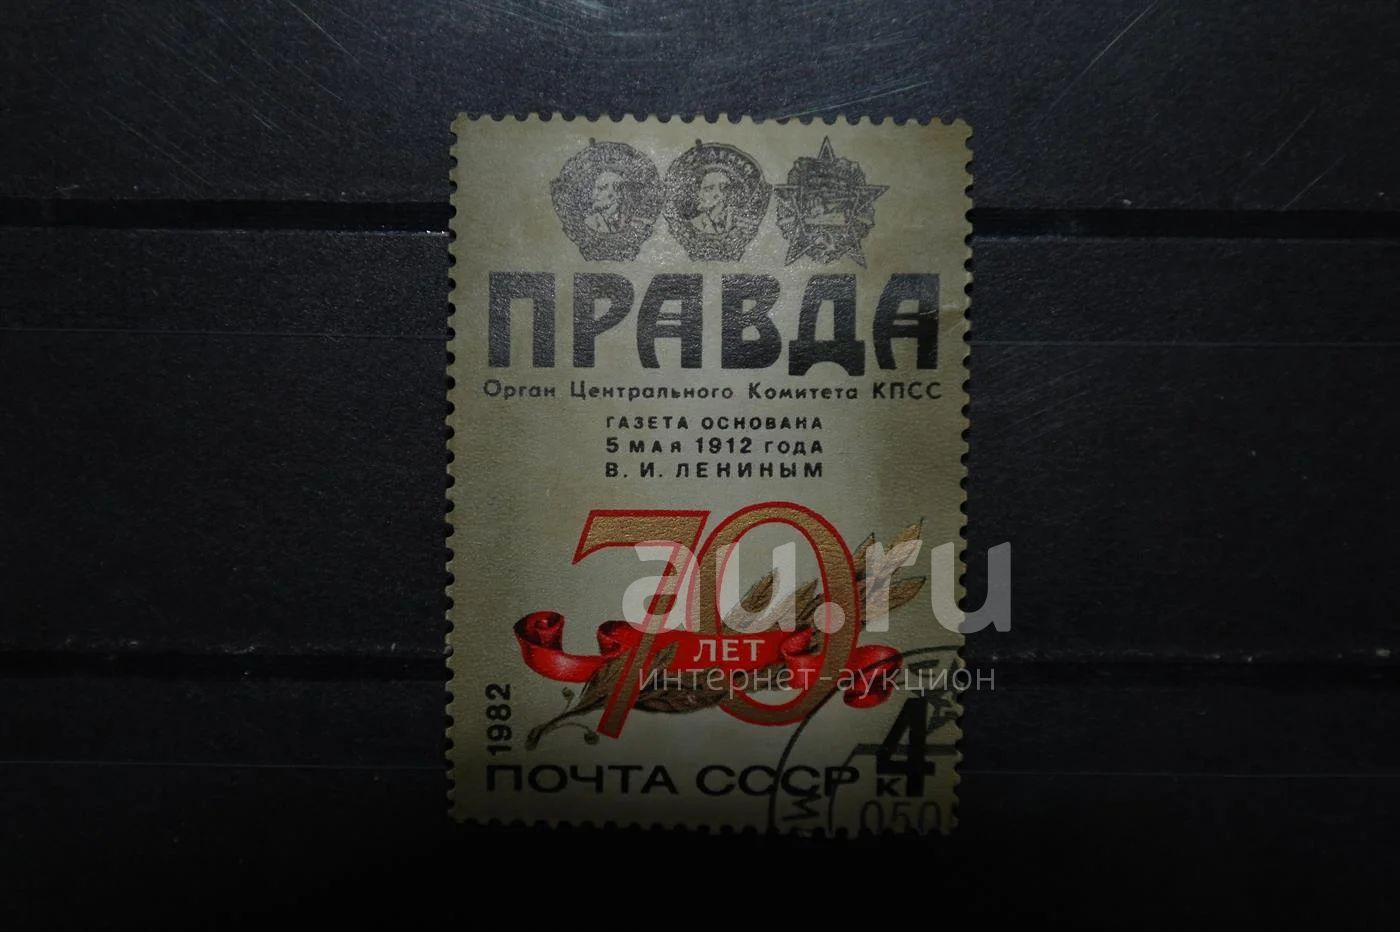 ПРАВДА
Орган Центрального Комитета КПСС
ГАЗЕТА ОСНОВАНА
5 МАЯ 1912 ГОДА
В. И. ЛЕНИНЫМ
70
au.ru
ЛЕТ
интернет-аукцион
1982
4
к
ПОЧТА СССР
050